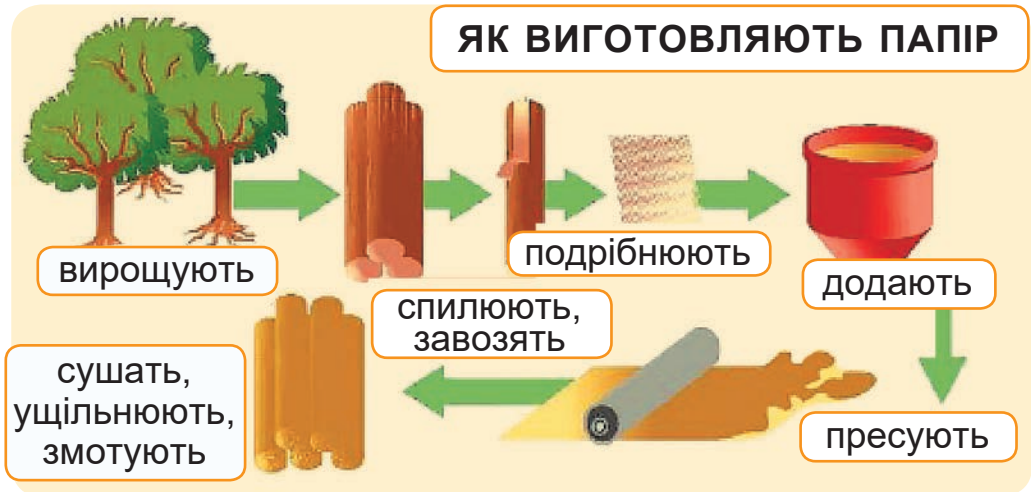 ЯК ВИГОТОВЛЯЮТЬ ПАПІР
вирощують
спилюють,
завозять
подрібнюють
додають
пресують
сушать,
ущільнюють,
змотують